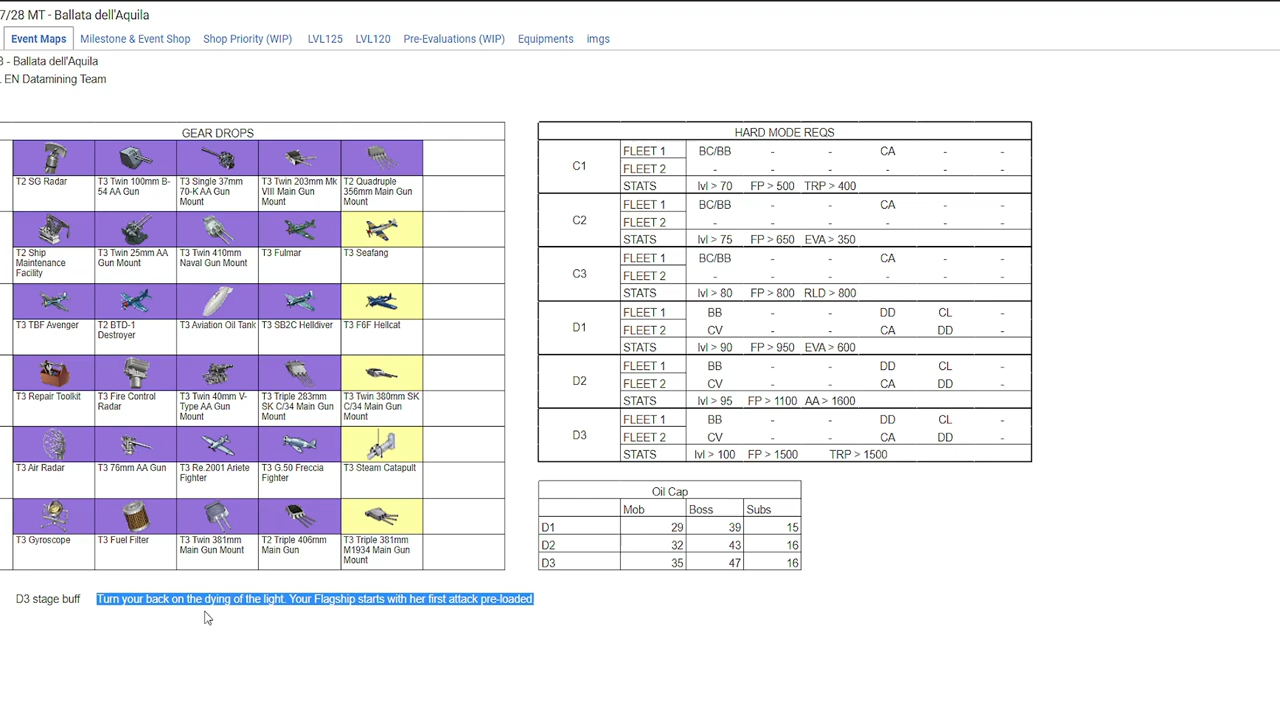 7/28 MT - Ballata dell'Aquila
Event Maps Milestone & Event Shop Shop Priority (WIP) LVL125 LVL120 Pre-Evaluations (WIP) Equipments imgs
3 - Ballata dell'Aquila
. EN Datamining Team
GEAR DROPS
T2 SG Radar
T3 Twin 100mm B-
54 AA Gun
T3 Single 37mm
70-K AA Gun
Mount
T3 Twin 203mm Mk
VIII Main Gun
Mount
T2 Quadruple
356mm Main Gun
Mount
T2 Ship
Maintenance
Facility
T3 Twin 25mm AA
Gun Mount
T3 Twin 410mm
Naval Gun Mount
T3 Fulmar
T3 Seafang
T3 TBF Avenger
T2 BTD-1
Destroyer
T3 Aviation Oil Tank
T3 SB2C Helldiver
T3 F6F Hellcat
T3 Repair Toolkit
T3 Fire Control
Radar
T3 Twin 40mm V-
Type AA Gun
Mount
T3 Triple 283mm
SK C/34 Main Gun
Mount
T3 Twin 380mm SK
C/34 Main Gun
Mount
T3 Air Radar
T3 76mm AA Gun
T3 Re.2001 Ariete
Fighter
T3 G.50 Freccia
Fighter
T3 Steam Catapult
T3 Gyroscope
T3 Fuel Filter
T3 Twin 381mm
Main Gun Mount
T2 Triple 406mm
Main Gun
T3 Triple 381mm
M1934 Main Gun
Mount
HARD MODE REQS
C1
FLEET 1 BC/BB - - CA - -
FLEET 2 - - - - - -
STATS lvl > 70 FP > 500 TRP > 400
C2
FLEET 1 BC/BB - - CA - -
FLEET 2 - - - - - -
STATS lvl > 75 FP > 650 EVA > 350
C3
FLEET 1 BC/BB - - CA - -
FLEET 2 - - - - - -
STATS lvl > 80 FP > 800 RLD > 800
D1
FLEET 1 BB - - DD CL -
FLEET 2 CV - - CA DD -
STATS lvl > 90 FP > 950 EVA > 600
D2
FLEET 1 BB - - DD CL -
FLEET 2 CV - - CA DD -
STATS lvl > 95 FP > 1100 AA > 1600
D3
FLEET 1 BB - - DD CL -
FLEET 2 CV - - CA DD -
STATS lvl > 100 FP > 1500 TRP > 1500
Oil Cap
Mob Boss Subs
D1 29 39 15
D2 32 43 16
D3 35 47 16
D3 stage buff Turn your back on the dying of the light. Your Flagship starts with her first attack pre-loaded